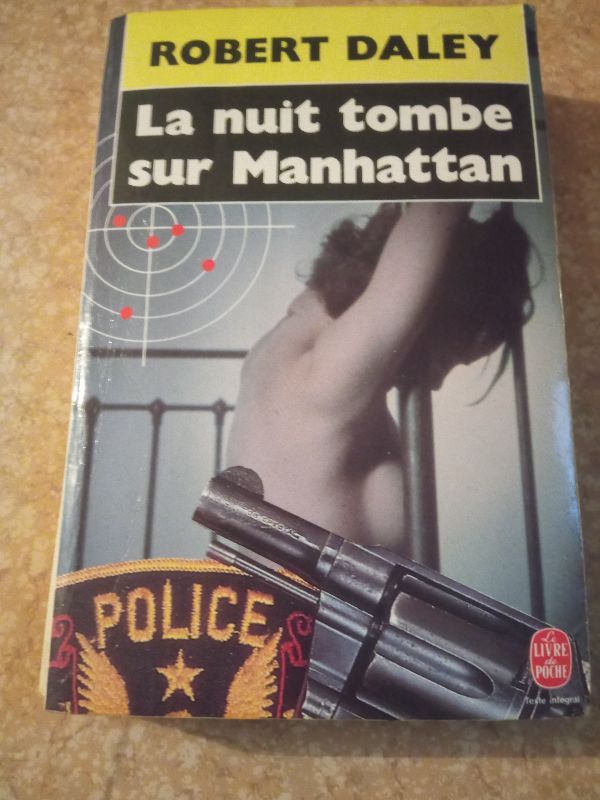 ROBERT DALEY
La nuit tombe
sur Manhattan
POLICE
Le
LIVRE
de
POCHE
Texte intégral